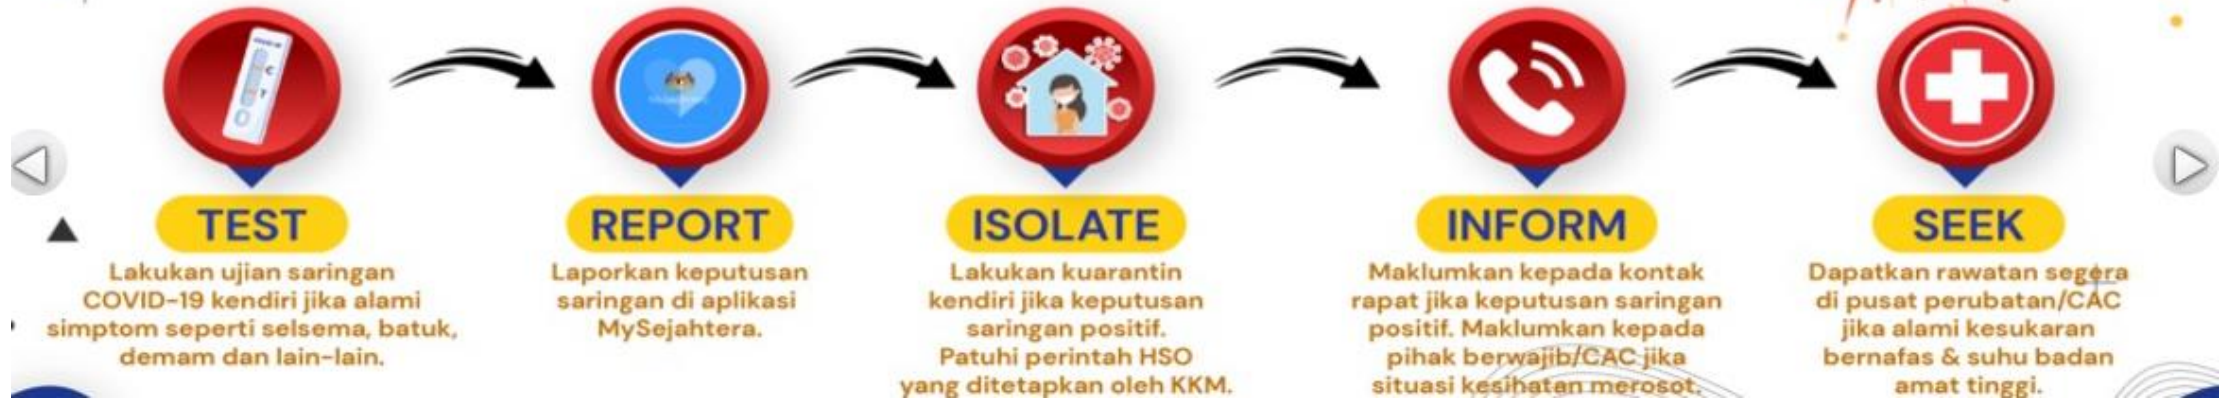 TEST
Lakukan ujian saringan
COVID-19 kendiri jika alami
simptom seperti selsema, batuk,
demam dan lain-lain.
REPORT
Laporkan keputusan
saringan di aplikasi
MySejahtera.
ISOLATE
Lakukan kuarantin
kendiri jika keputusan
saringan positif.
Patuhi perintah HSO
yang ditetapkan oleh KKM.
INFORM
Maklumkan kepada kontak
rapat jika keputusan saringan
positif. Maklumkan kepada
pihak berwajib/CAC jika
situasi kesihatan merosot.
SEEK
Dapatkan rawatan segera
di pusat perubatan/CAC
jika alami kesukaran
bernafas & suhu badan
amat tinggi.
C
T